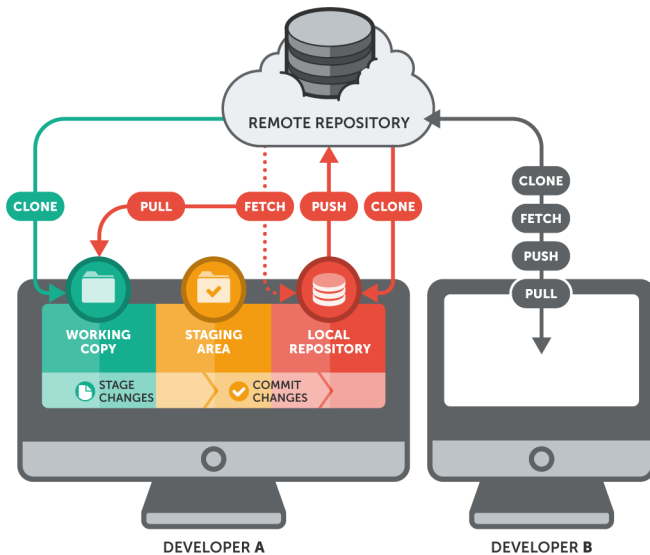 REMOTE REPOSITORY
CLONE
PULL
FETCH
PUSH
CLONE
CLONE
FETCH
PUSH
PULL
WORKING
COPY
STAGING
AREA
LOCAL
REPOSITORY
STAGE
CHANGES
COMMIT
CHANGES
DEVELOPER A
DEVELOPER B